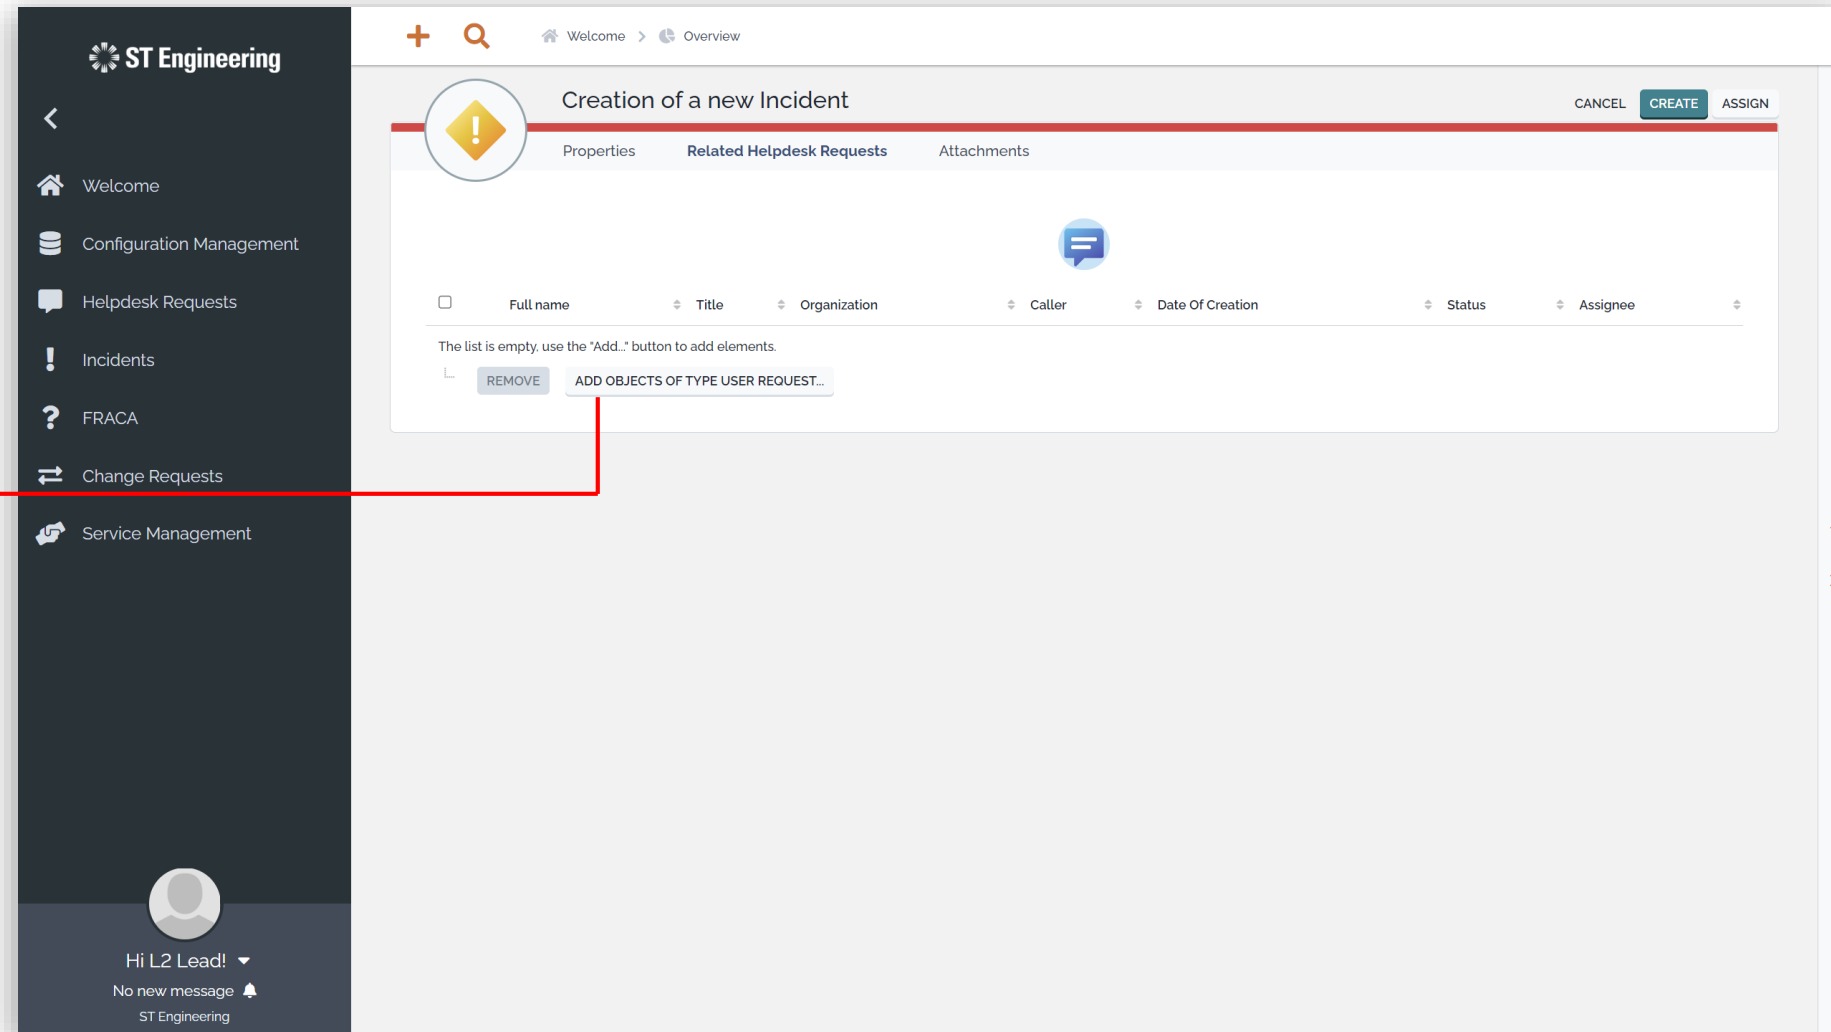 ST Engineering
Welcome > Overview
Creation of a new Incident
CANCEL CREATE ASSIGN
Properties Related Helpdesk Requests Attachments
Welcome
Configuration Management
Helpdesk Requests
Incidents
FRACA
Change Requests
Service Management
Full name Title Organization Caller Date Of Creation Status Assignee
The list is empty, use the "Add..." button to add elements.
REMOVE ADD OBJECTS OF TYPE USER REQUEST...
Hi L2 Lead!
No new message
ST Engineering